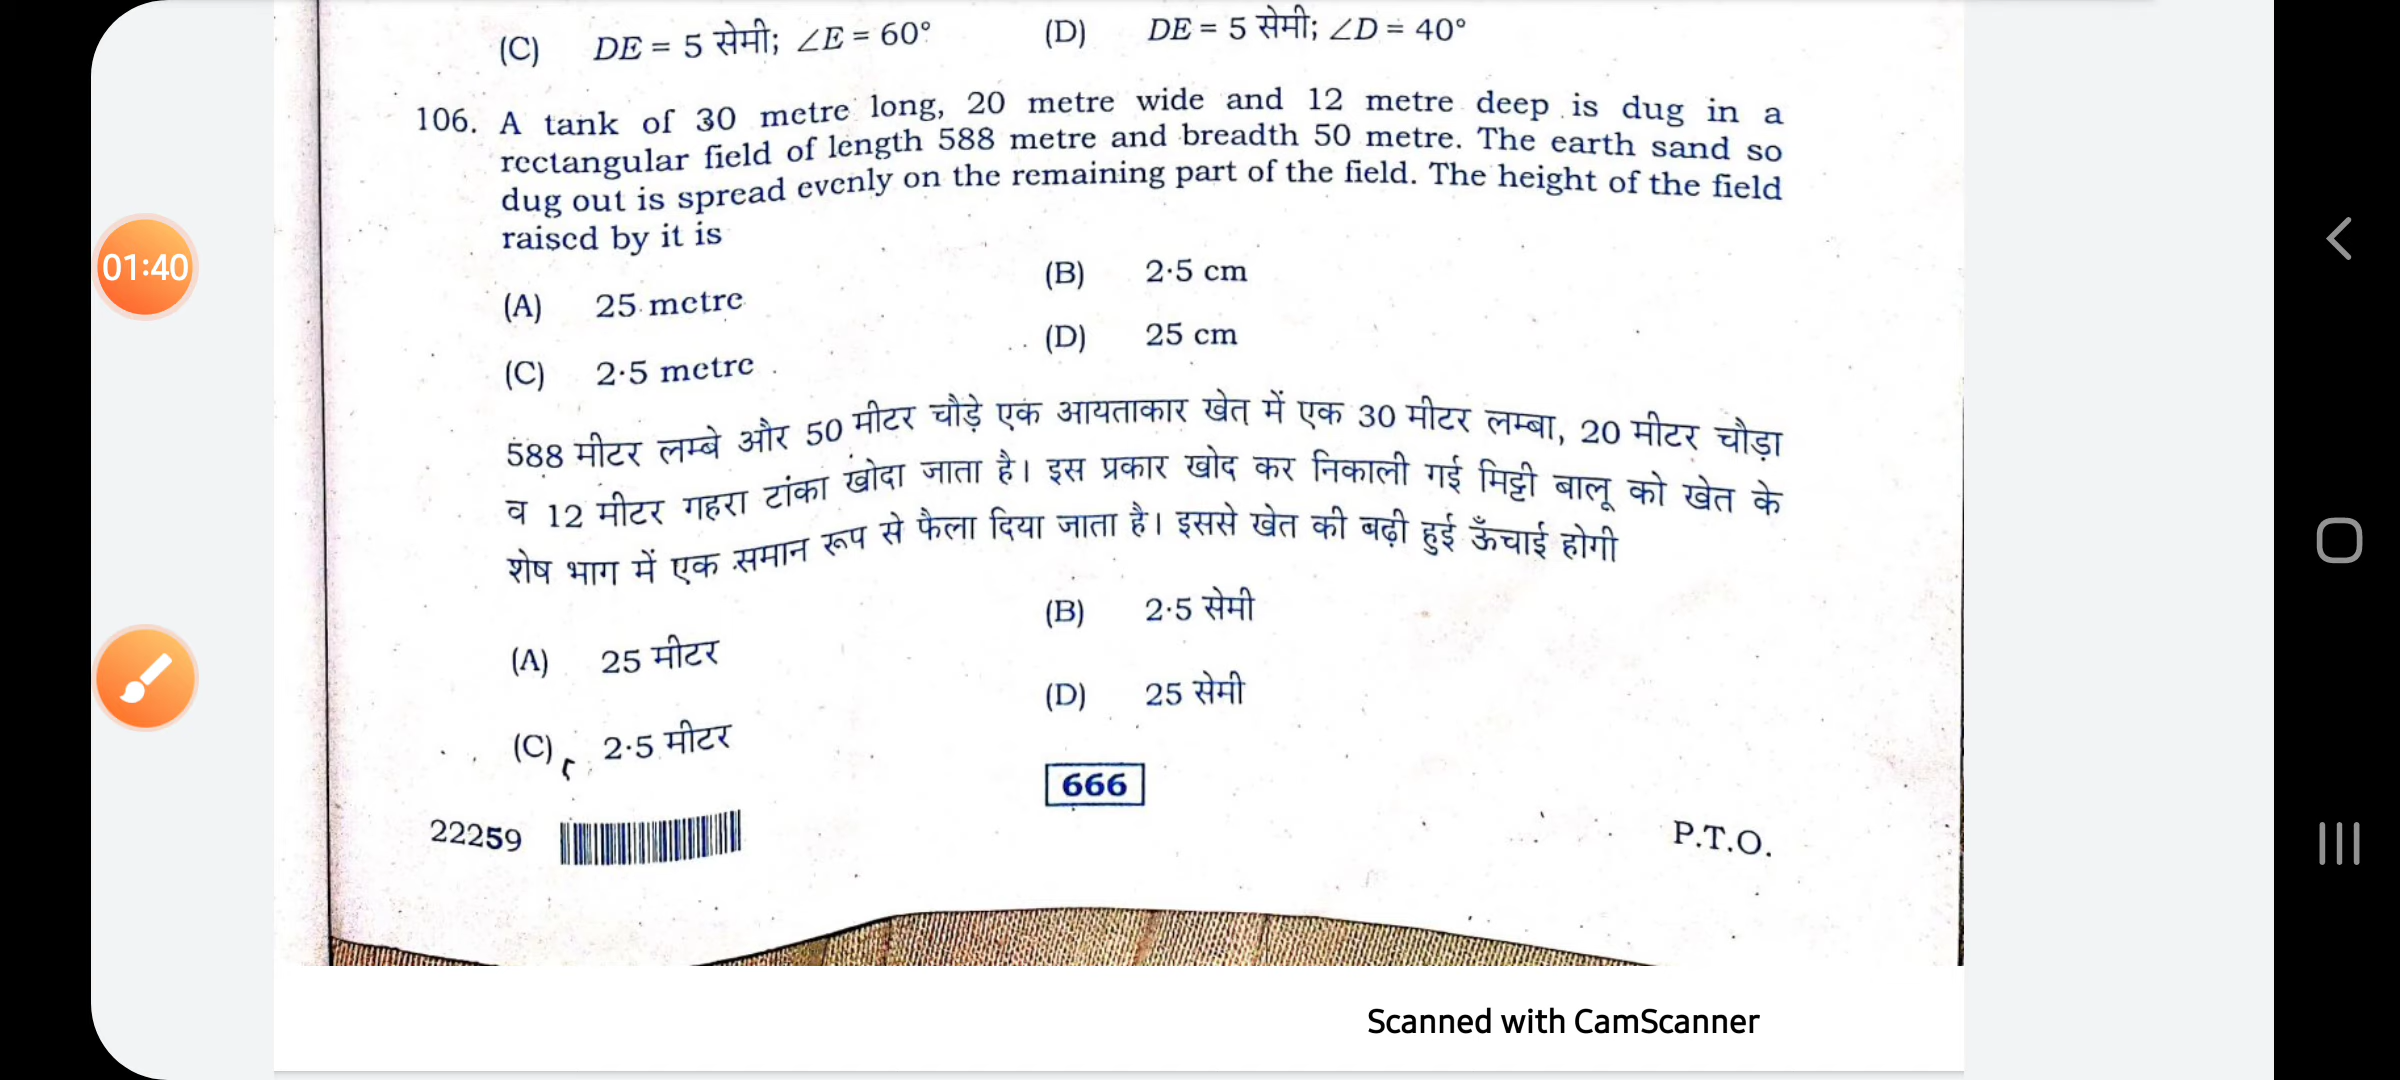 (C) DE = 5 सेमी; ∠E = 60° (D) DE = 5 सेमी; ∠D = 40°
106. A tank of 30 metre long, 20 metre wide and 12 metre deep is dug in a
rectangular field of length 588 metre and breadth 50 metre. The earth sand so
dug out is spread evenly on the remaining part of the field. The height of the field
raised by it is
(A) 25 metre (B) 2·5 cm
(C) 2·5 metre (D) 25 cm
588 मीटर लम्बे और 50 मीटर चौड़े एक आयताकार खेत में एक 30 मीटर लम्बा, 20 मीटर चौड़ा
व 12 मीटर गहरा टांका खोदा जाता है। इस प्रकार खोद कर निकाली गई मिट्टी बालू को खेत के
शेष भाग में एक समान रूप से फैला दिया जाता है। इससे खेत की बढ़ी हुई ऊँचाई होगी
(A) 25 मीटर (B) 2·5 सेमी
(C) 2·5 मीटर (D) 25 सेमी
666
22259
P.T.O.
Scanned with CamScanner
01:40